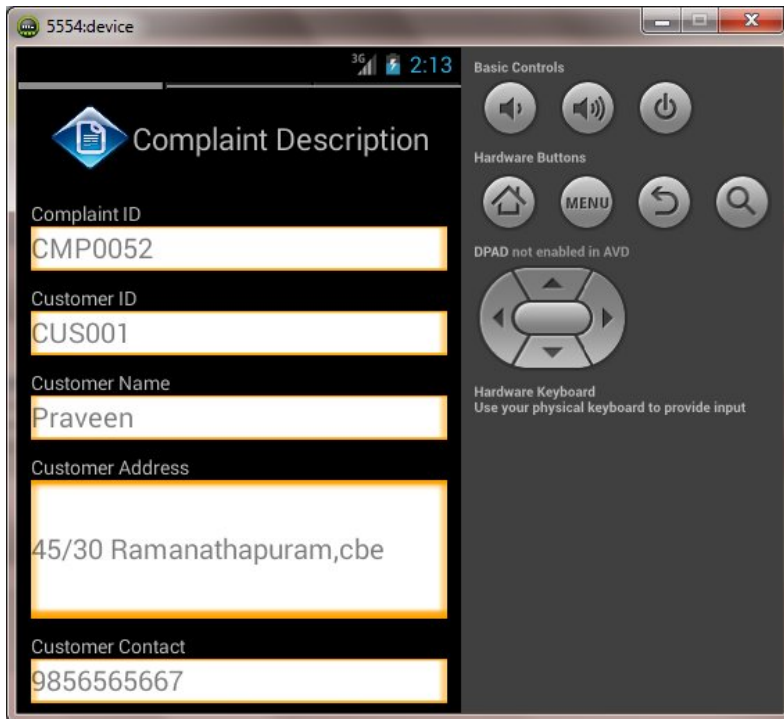 5554:device
3G 2:13
Complaint Description
Complaint ID
CMP0052
Customer ID
CUS001
Customer Name
Praveen
Customer Address
45/30 Ramanathapuram,cbe
Customer Contact
9856565667
Basic Controls
Hardware Buttons
MENU
DPAD not enabled in AVD
Hardware Keyboard
Use your physical keyboard to provide input